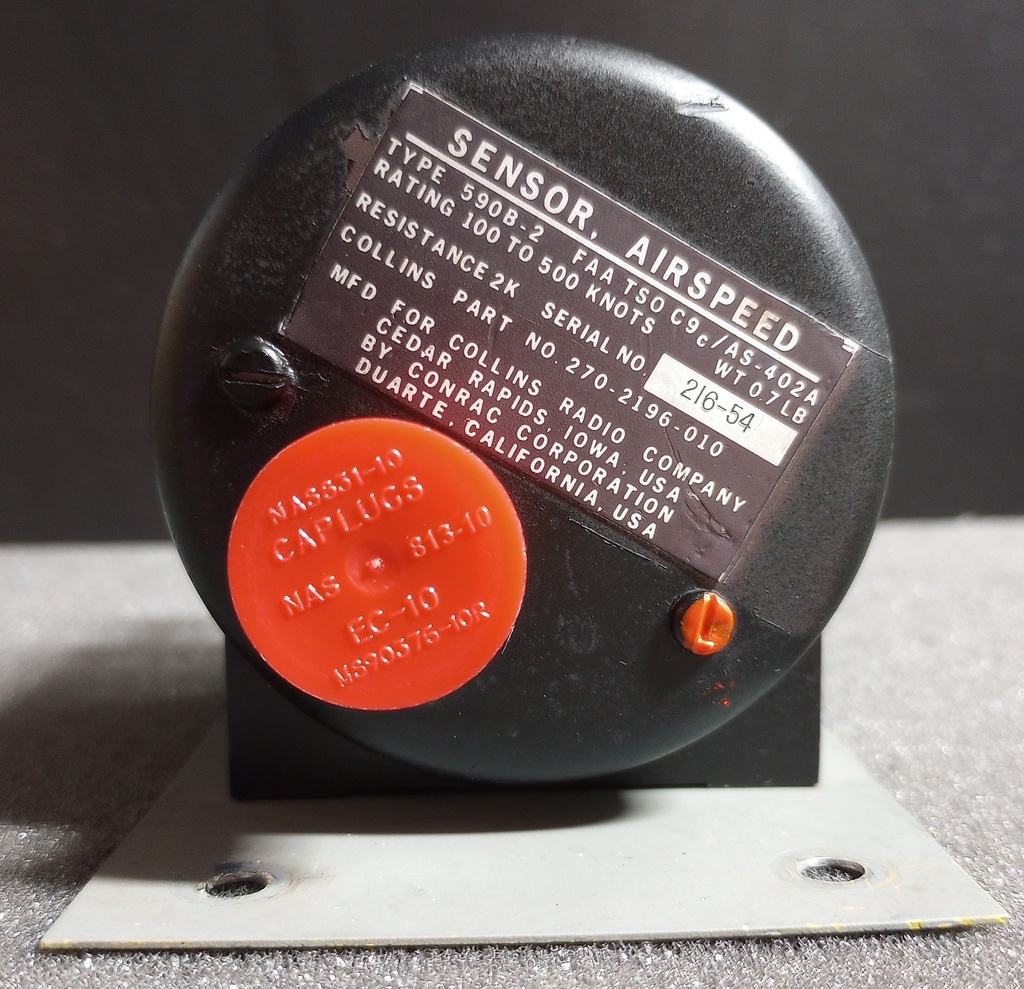 SENSOR, AIRSPEED
TYPE 590B-2 FAA TSO C9c/AS-402A
RATING 100 TO 500 KNOTS WT 0.7LB
RESISTANCE 2K SERIAL NO. 216-54
COLLINS PART NO. 270-2196-010
MFD FOR COLLINS RADIO COMPANY
CEDAR RAPIDS, IOWA, USA
BY CONRAC CORPORATION
DUARTE, CALIFORNIA, USA
NAS831-10
CAPLUGS
NAS 813-10
EC-10
MS90376-10R